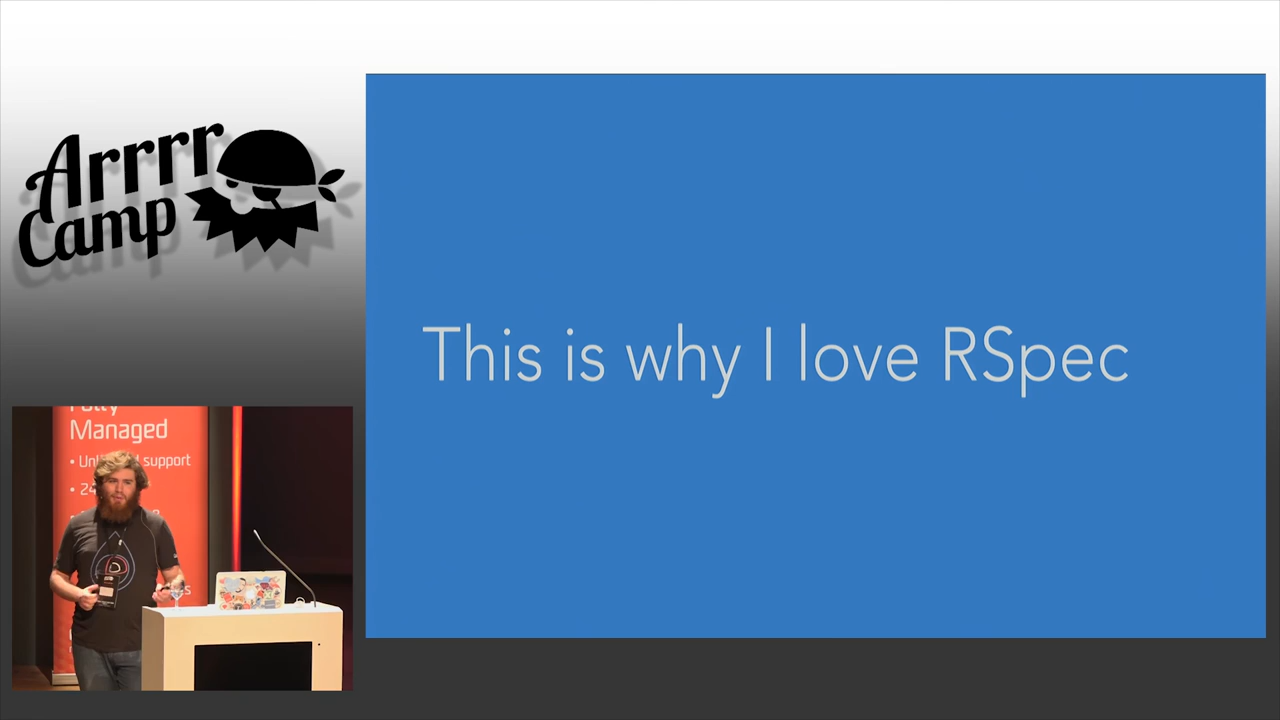 Arrrr
Camp
This is why I love RSpec
Managed
support